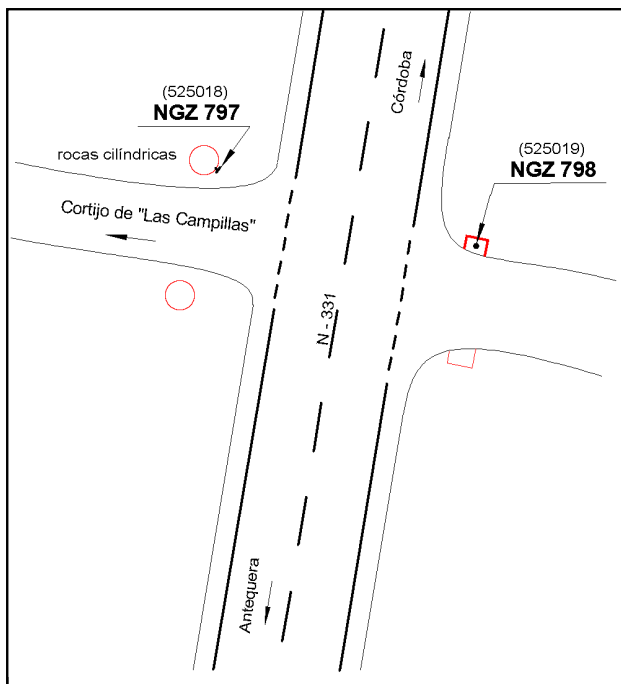 Córdoba
(525018)
NGZ 797
rocas cilíndricas
(525019)
NGZ 798
Cortijo de "Las Campillas"
N - 331
Antequera